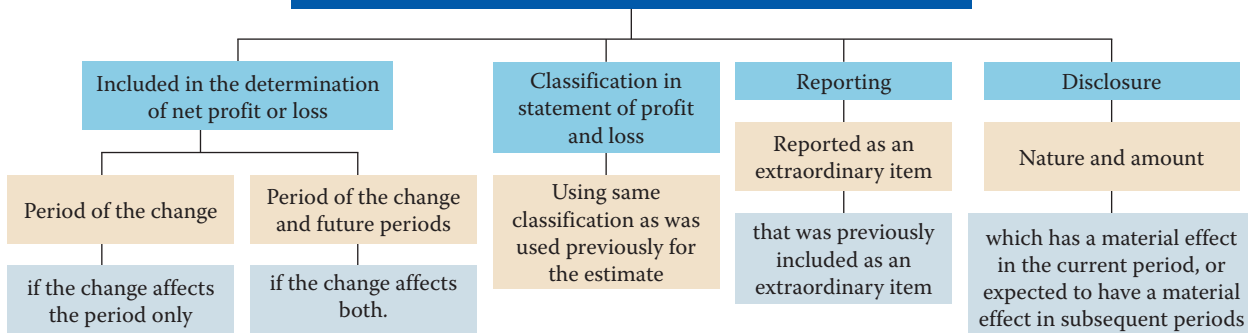 Included in the determination
of net profit or loss
Period of the change
if the change affects
the period only
Period of the change
and future periods
if the change affects
both.
Classification in
statement of profit
and loss
Using same
classification as was
used previously for
the estimate
Reporting
Reported as an
extraordinary item
that was previously
included as an
extraordinary item
Disclosure
Nature and amount
which has a material effect
in the current period, or
expected to have a material
effect in subsequent periods